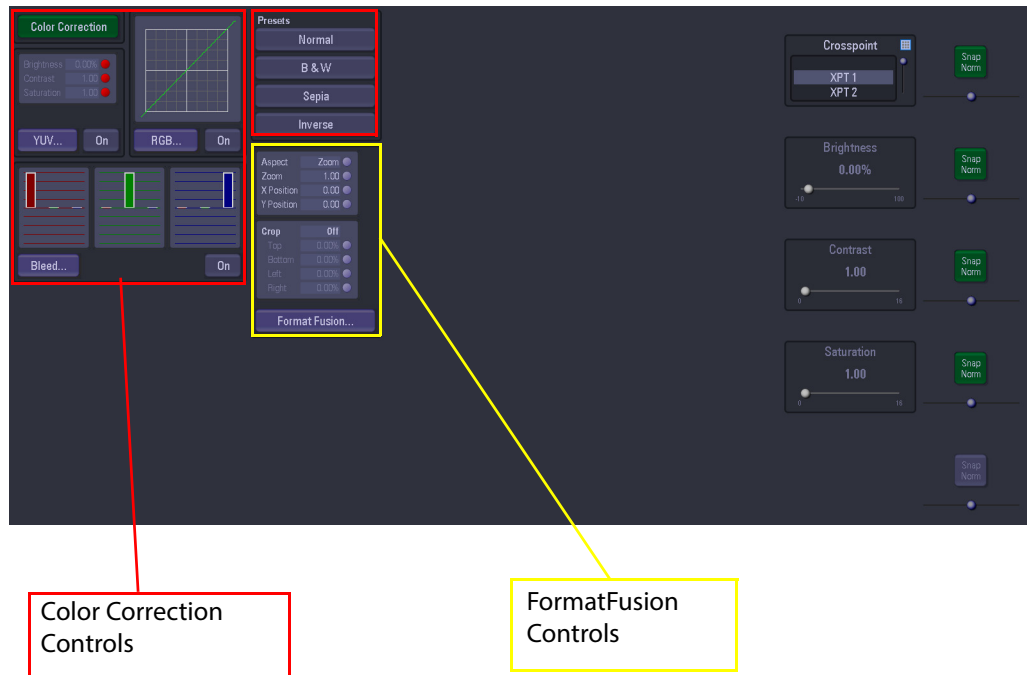 Color Correction
Brightness 0.00%
Contrast 1.00
Saturation 1.00
YUV... On
RGB... On
Bleed... On
Presets
Normal
B & W
Sepia
Inverse
Aspect Zoom
Zoom 1.00
X Position 0.00
Y Position 0.00
Crop Off
Top 0.00%
Bottom 0.00%
Left 0.00%
Right 0.00%
Format Fusion...
Crosspoint
XPT 1
XPT 2
Snap
Norm
Brightness
0.00%
-10 100
Snap
Norm
Contrast
1.00
0 16
Snap
Norm
Saturation
1.00
0 16
Snap
Norm
Snap
Norm
Color Correction
Controls
FormatFusion
Controls